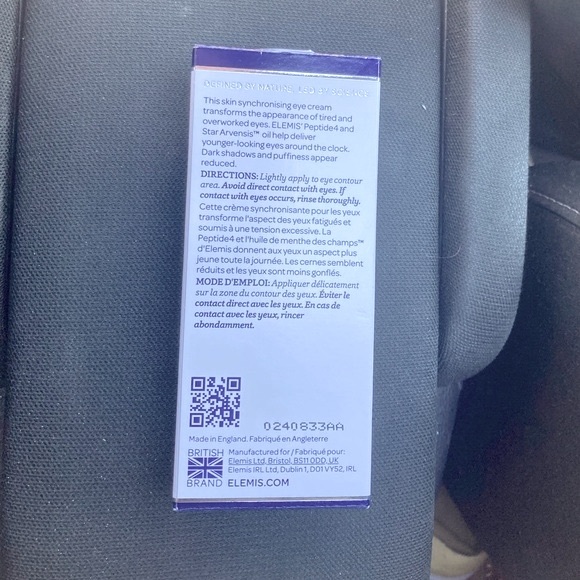 DEFINED BY NATURE, LED BY SCIENCE
This skin synchronising eye cream
transforms the appearance of tired and
overworked eyes. ELEMIS' Peptide4 and
Star Arvensis™ oil help deliver
younger-looking eyes around the clock.
Dark shadows and puffiness appear
reduced.
DIRECTIONS: Lightly apply to eye contour
area. Avoid direct contact with eyes. If
contact with eyes occurs, rinse thoroughly.
Cette crème synchronisante pour les yeux
transforme l'aspect des yeux fatigués et
soumis à une tension excessive. La
Peptide4 et l'huile de menthe des champs™
d'Elemis donnent aux yeux un aspect plus
jeune toute la journée. Les cernes semblent
réduits et les yeux sont moins gonflés.
MODE D'EMPLOI: Appliquer délicatement
sur la zone du contour des yeux. Éviter le
contact direct avec les yeux. En cas de
contact avec les yeux, rincer
abondamment.
0240833AA
Made in England. Fabriqué en Angleterre
BRITISH
BRAND
Manufactured for / Fabriqué pour:
Elemis Ltd, Bristol, BS11 0DD, UK
Elemis IRL Ltd, Dublin 1, D01 VY52, IRL
ELEMIS.COM